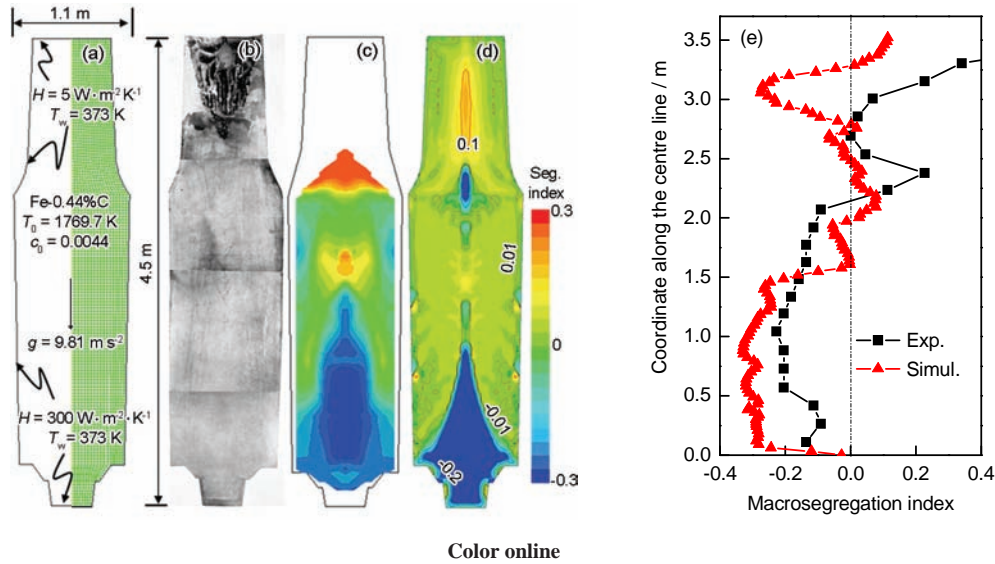 1.1 m
(a)
(b)
(c)
(d)
H = 5 W·m⁻² K⁻¹
T_w = 373 K
Fe-0.44%C
T_0 = 1769.7 K
c_0 = 0.0044
g = 9.81 m s⁻²
H = 300 W·m⁻²·K⁻¹
T_w = 373 K
4.5 m
0.1
0.01
-0.01
-0.2
Seg.
index
0.3
0
-0.3
(e)
Coordinate along the centre line / m
3.5
3.0
2.5
2.0
1.5
1.0
0.5
0.0
Exp.
Simul.
-0.4 -0.2 0.0 0.2 0.4
Macrosegregation index
Color online